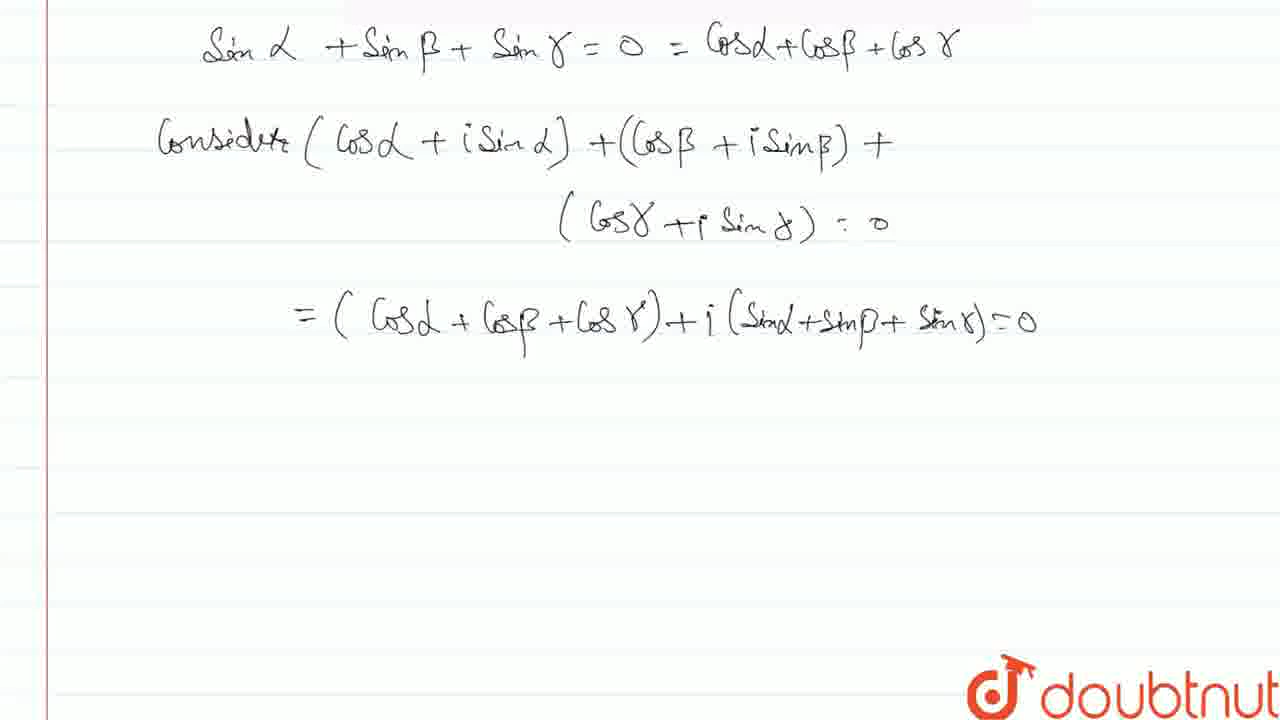 Sin α + Sin β + Sin γ = 0 = Cos α + Cos β + Cos γ
Consider (Cos α + i Sin α) + (Cos β + i Sin β) +
(Cos γ + i Sin γ) = 0
= (Cos α + Cos β + Cos γ) + i (Sin α + Sin β + Sin γ) = 0
doubtnut